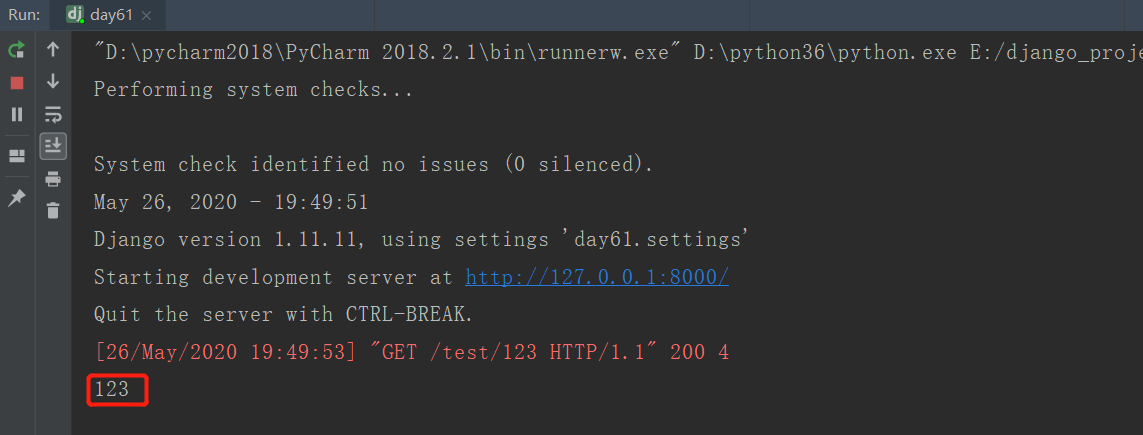 Run: day61
"D:\pycharm2018\PyCharm 2018.2.1\bin\runnerw.exe" D:\python36\python.exe E:/django_proje
Performing system checks...
System check identified no issues (0 silenced).
May 26, 2020 - 19:49:51
Django version 1.11.11, using settings 'day61.settings'
Starting development server at http://127.0.0.1:8000/
Quit the server with CTRL-BREAK.
[26/May/2020 19:49:53] "GET /test/123 HTTP/1.1" 200 4
123